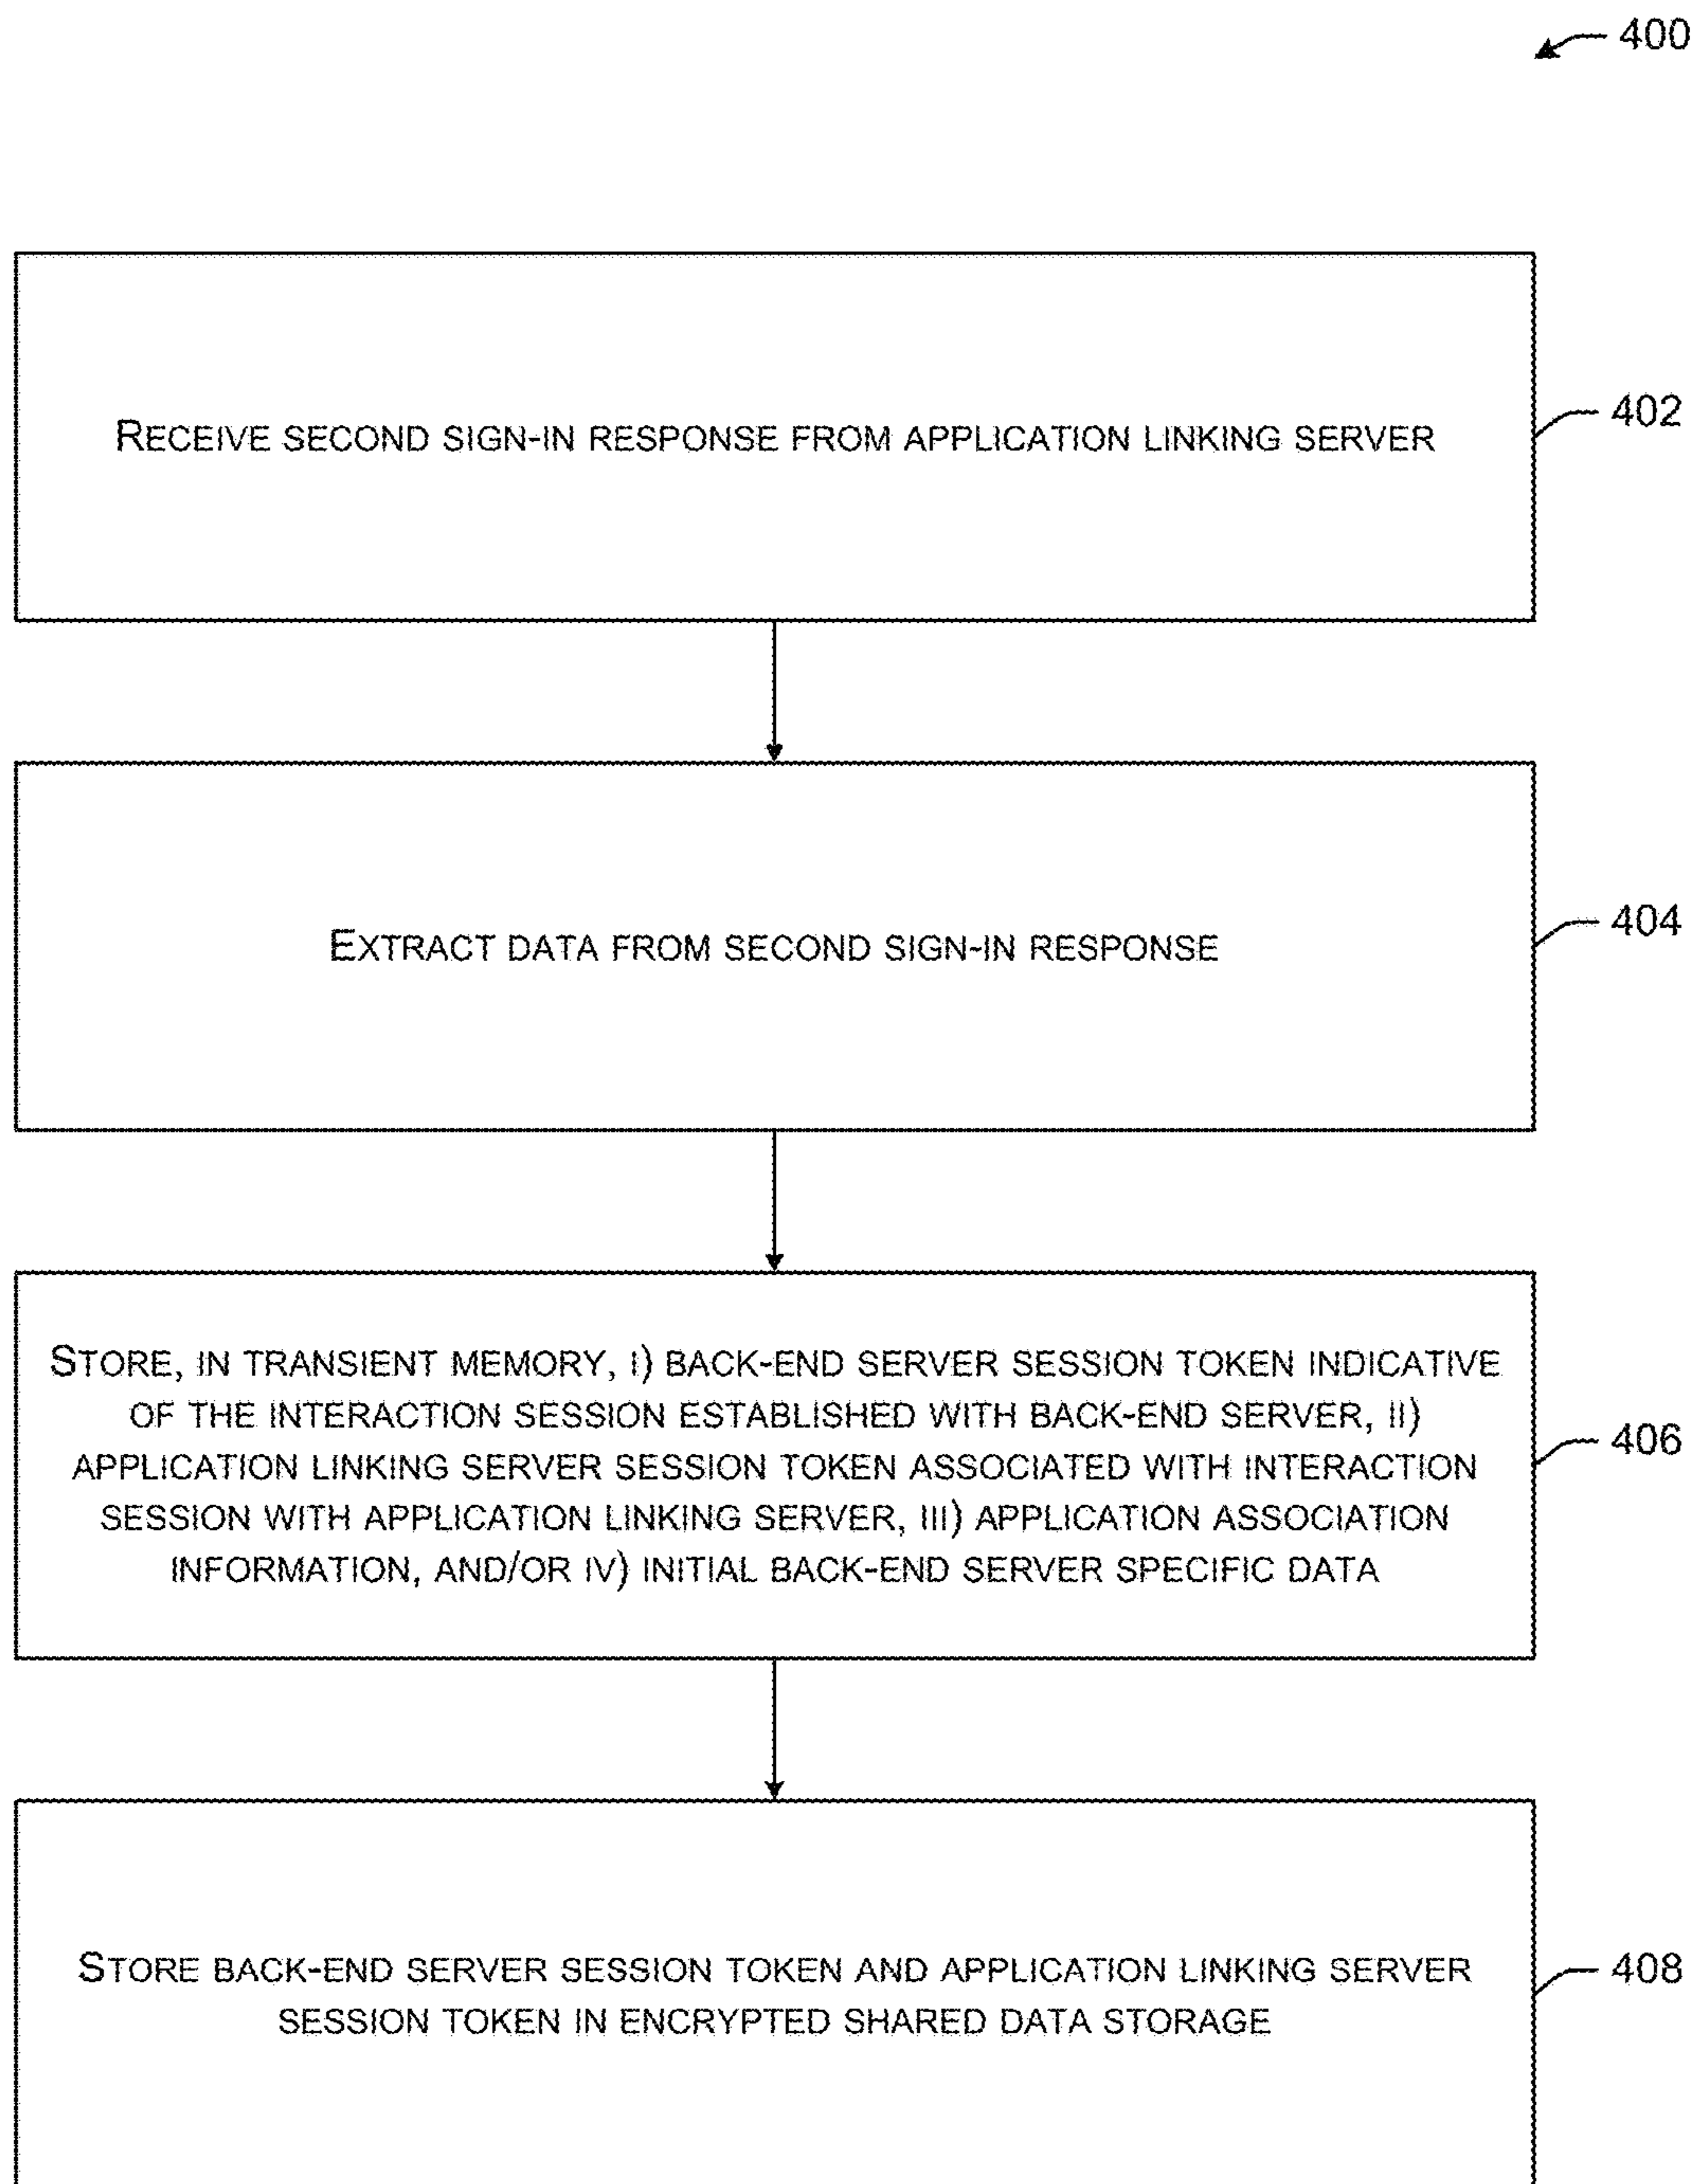 400
RECEIVE SECOND SIGN-IN RESPONSE FROM APPLICATION LINKING SERVER
402
EXTRACT DATA FROM SECOND SIGN-IN RESPONSE
404
STORE, IN TRANSIENT MEMORY, I) BACK-END SERVER SESSION TOKEN INDICATIVE
OF THE INTERACTION SESSION ESTABLISHED WITH BACK-END SERVER, II)
APPLICATION LINKING SERVER SESSION TOKEN ASSOCIATED WITH INTERACTION
SESSION WITH APPLICATION LINKING SERVER, III) APPLICATION ASSOCIATION
INFORMATION, AND/OR IV) INITIAL BACK-END SERVER SPECIFIC DATA
406
STORE BACK-END SERVER SESSION TOKEN AND APPLICATION LINKING SERVER
SESSION TOKEN IN ENCRYPTED SHARED DATA STORAGE
408